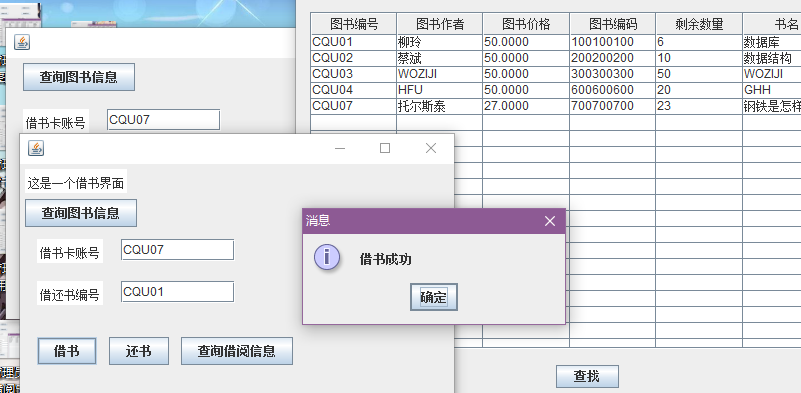 图书编号 图书作者 图书价格 图书编码 剩余数量 书名
CQU01 柳玲 50.0000 100100100 6 数据库
CQU02 蔡斌 50.0000 200200200 10 数据结构
CQU03 WOZIJI 50.0000 300300300 50 WOZIJI
CQU04 HFU 50.0000 600600600 20 GHH
CQU07 托尔斯泰 27.0000 700700700 23 钢铁是怎样
查找
查询图书信息
借书卡账号 CQU07
这是一个借书界面
查询图书信息
借书卡账号 CQU07
借还书编号 CQU01
借书 还书 查询借阅信息
消息
借书成功
确定